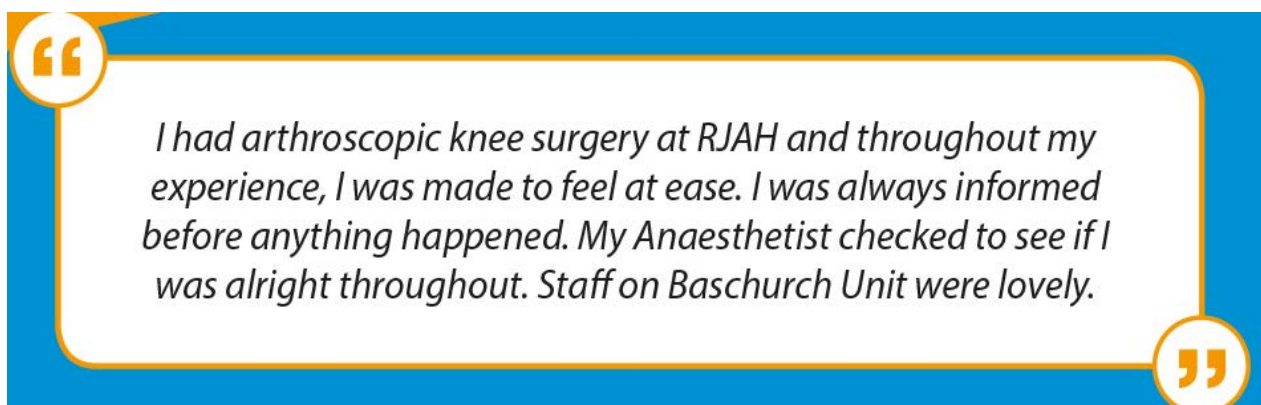 “
I had arthroscopic knee surgery at RJAH and throughout my
experience, I was made to feel at ease. I was always informed
before anything happened. My Anaesthetist checked to see if I
was alright throughout. Staff on Baschurch Unit were lovely.
”